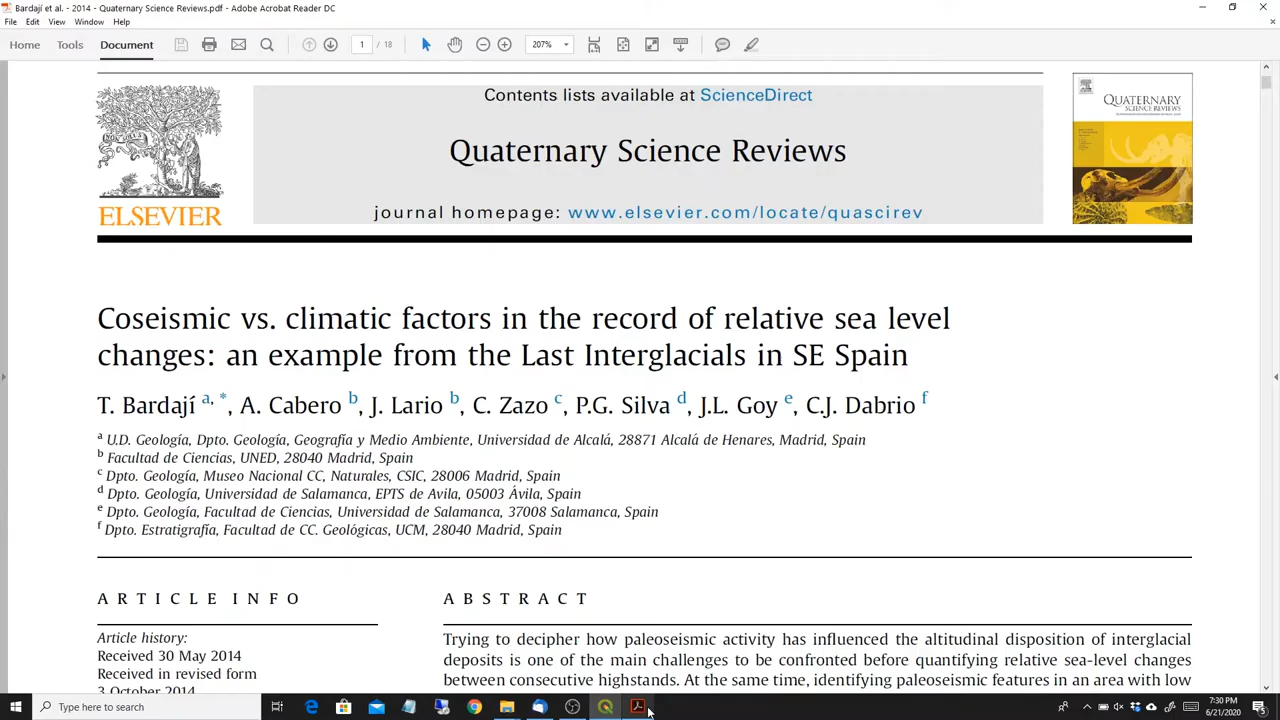 Bardají et al. - 2014 - Quaternary Science Reviews.pdf - Adobe Acrobat Reader DC
File Edit View Window Help
Home Tools Document 1 / 18 207%
Contents lists available at ScienceDirect
Quaternary Science Reviews
journal homepage: www.elsevier.com/locate/quascirev
ELSEVIER
QUATERNARY
SCIENCE REVIEWS
Coseismic vs. climatic factors in the record of relative sea level
changes: an example from the Last Interglacials in SE Spain
T. Bardají a, *, A. Cabero b, J. Lario b, C. Zazo c, P.G. Silva d, J.L. Goy e, C.J. Dabrio f
a U.D. Geología, Dpto. Geología, Geografía y Medio Ambiente, Universidad de Alcalá, 28871 Alcalá de Henares, Madrid, Spain
b Facultad de Ciencias, UNED, 28040 Madrid, Spain
c Dpto. Geología, Museo Nacional CC, Naturales, CSIC, 28006 Madrid, Spain
d Dpto. Geología, Universidad de Salamanca, EPTS de Avila, 05003 Ávila, Spain
e Dpto. Geología, Facultad de Ciencias, Universidad de Salamanca, 37008 Salamanca, Spain
f Dpto. Estratigrafía, Facultad de CC. Geológicas, UCM, 28040 Madrid, Spain
ARTICLE INFO
Article history:
Received 30 May 2014
Received in revised form
3 October 2014
ABSTRACT
Trying to decipher how paleoseismic activity has influenced the altitudinal disposition of interglacial
deposits is one of the main challenges to be confronted before quantifying relative sea-level changes
between consecutive highstands. At the same time, identifying paleoseismic features in an area with low
Type here to search
7:30 PM
6/21/2020